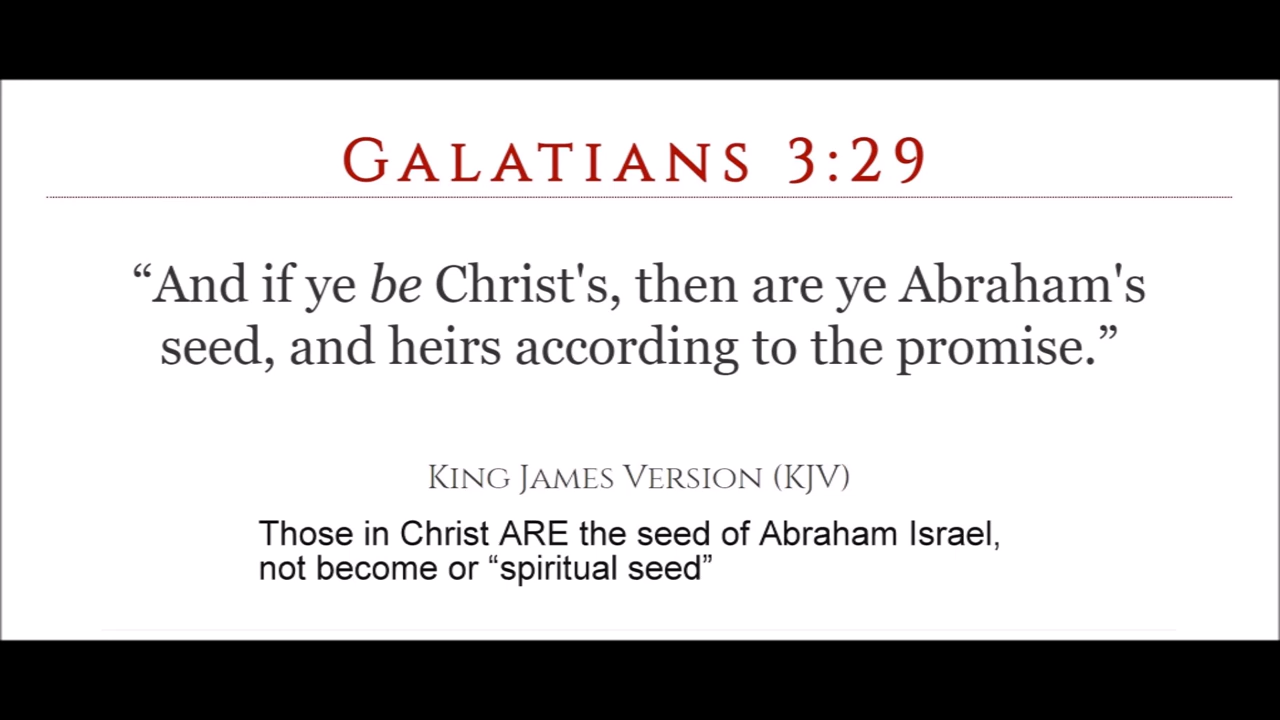 GALATIANS 3:29
“And if ye be Christ's, then are ye Abraham's
seed, and heirs according to the promise.”
KING JAMES VERSION (KJV)
Those in Christ ARE the seed of Abraham Israel,
not become or “spiritual seed”